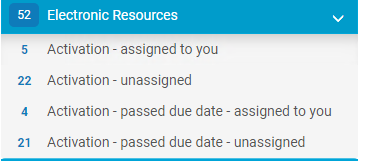 52 Electronic Resources
5 Activation - assigned to you
22 Activation - unassigned
4 Activation - passed due date - assigned to you
21 Activation - passed due date - unassigned